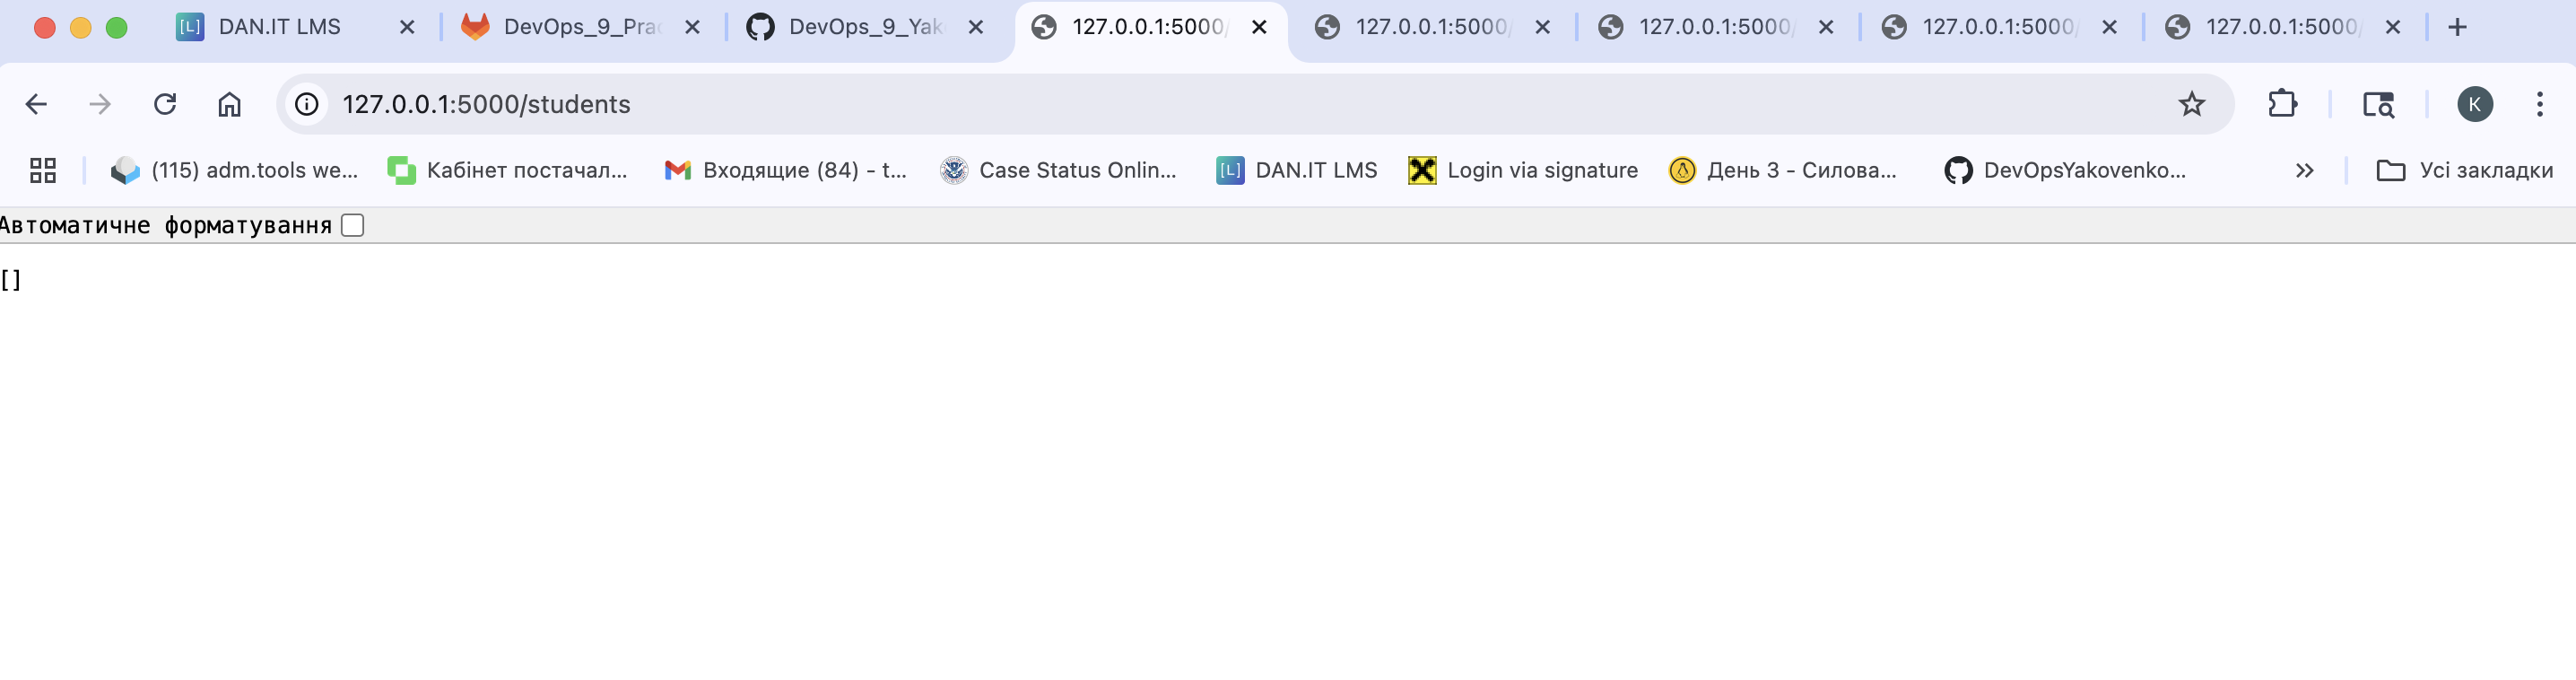 [L] DAN.IT LMS DevOps_9_Prac DevOps_9_Yak 127.0.0.1:5000/ 127.0.0.1:5000/ 127.0.0.1:5000/ 127.0.0.1:5000/ 127.0.0.1:5000/
127.0.0.1:5000/students K
(115) adm.tools we... Кабінет постачал... Входящие (84) - t... Case Status Onlin... [L] DAN.IT LMS Login via signature День 3 - Силова... DevOpsYakovenko... Усі закладки
Автоматичне форматування
[]